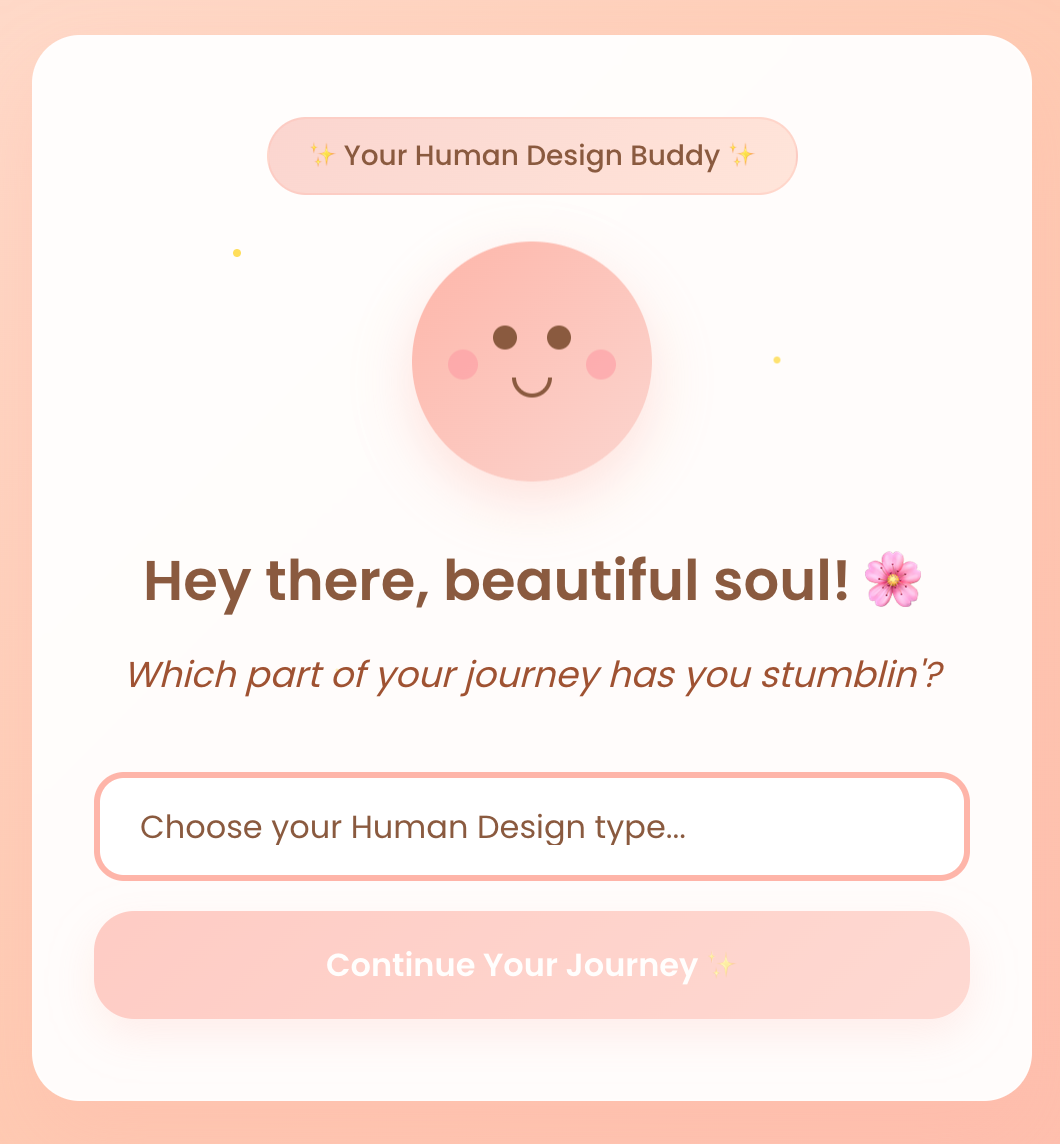 ✨ Your Human Design Buddy ✨
Hey there, beautiful soul! 🌸
Which part of your journey has you stumblin'?
Choose your Human Design type...
Continue Your Journey ✨